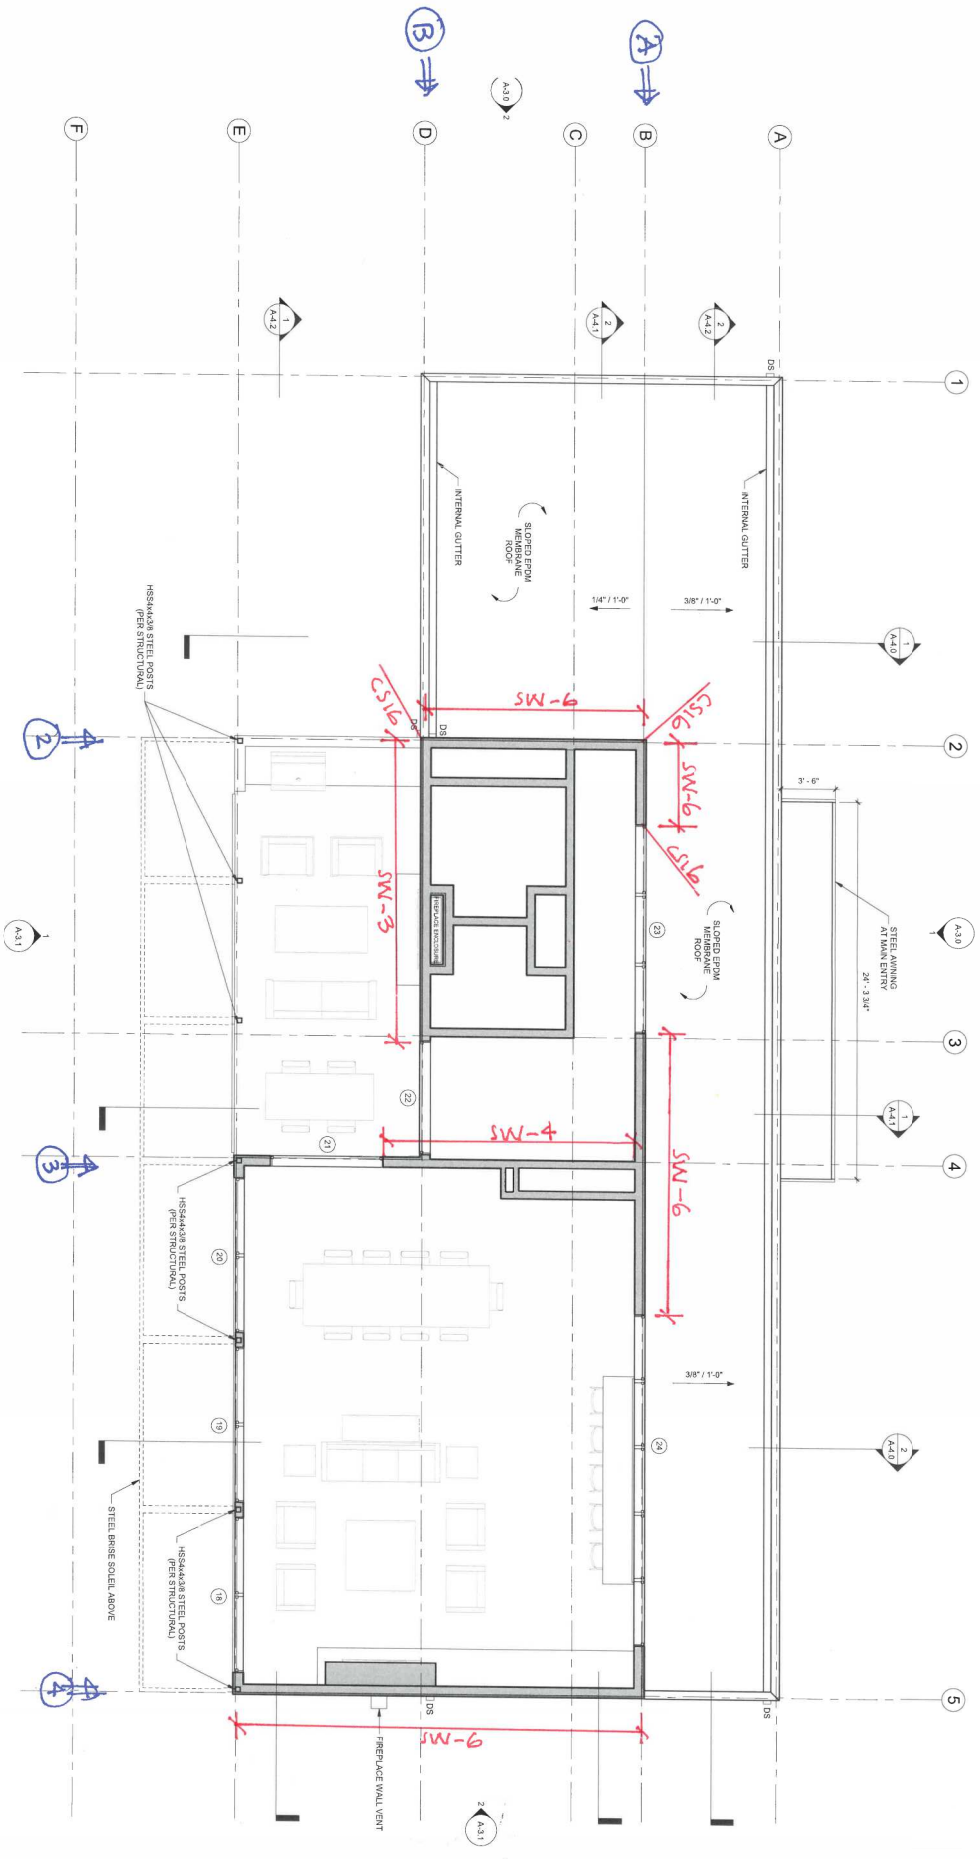 B
A
A-3.0
2
F
E
D
C
B
A
1
A-4.2
2
A-4.1
2
A-4.2
DS
1
INTERNAL GUTTER
INTERNAL GUTTER
SLOPED EPDM
MEMBRANE
ROOF
1/4" / 1'-0"
3/8" / 1'-0"
HSS4x4x3/8 STEEL POSTS
(PER STRUCTURAL)
1
A-4.0
CS16
SW-6
CS16
DS
DS
2
2
3' - 6"
SW-6
CS16
SW-3
FIREPLACE ENCLOSURE
23
SLOPED EPDM
MEMBRANE
ROOF
STEEL AWNING
AT MAIN ENTRY
24' - 3 3/4"
1
A-3.1
A-3.0
1
3
22
21
SW-4
1
A-4.1
3
4
SW-6
HSS4x4x3/8 STEEL POSTS
(PER STRUCTURAL)
20
3/8" / 1'-0"
19
24
2
A-4.0
STEEL BRISE SOLEIL ABOVE
HSS4x4x3/8 STEEL POSTS
(PER STRUCTURAL)
18
4
DS
DS
5
FIREPLACE WALL VENT
SW-6
2
A-3.1